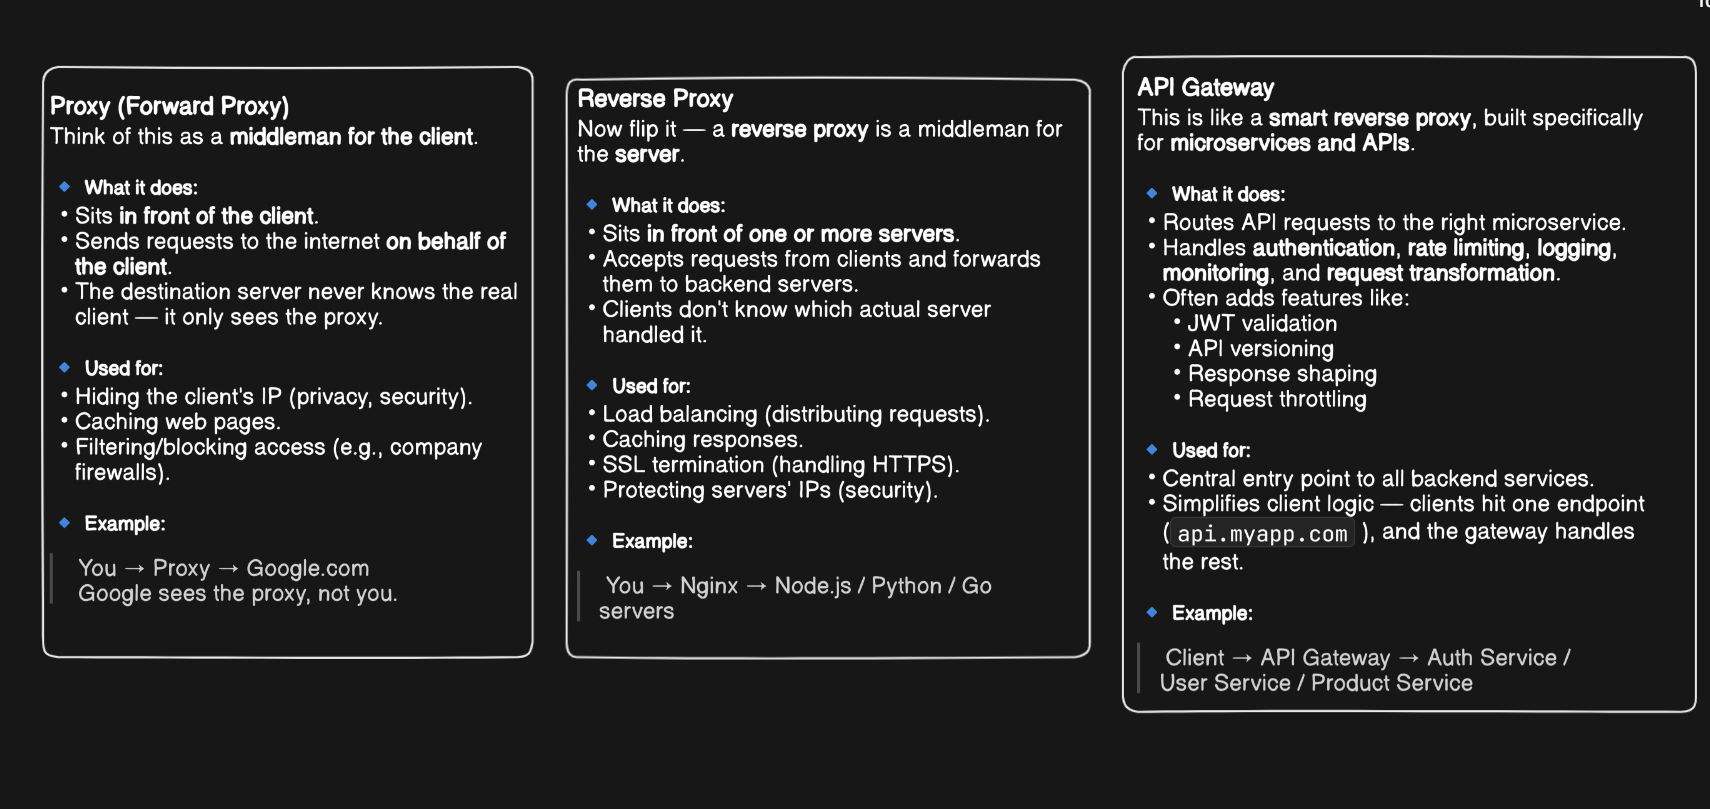 Proxy (Forward Proxy)
Think of this as a middleman for the client.
What it does:
• Sits in front of the client.
• Sends requests to the internet on behalf of
the client.
• The destination server never knows the real
client — it only sees the proxy.
Used for:
• Hiding the client's IP (privacy, security).
• Caching web pages.
• Filtering/blocking access (e.g., company
firewalls).
Example:
You → Proxy → Google.com
Google sees the proxy, not you.
Reverse Proxy
Now flip it — a reverse proxy is a middleman for
the server.
What it does:
• Sits in front of one or more servers.
• Accepts requests from clients and forwards
them to backend servers.
• Clients don't know which actual server
handled it.
Used for:
• Load balancing (distributing requests).
• Caching responses.
• SSL termination (handling HTTPS).
• Protecting servers' IPs (security).
Example:
You → Nginx → Node.js / Python / Go
servers
API Gateway
This is like a smart reverse proxy, built specifically
for microservices and APIs.
What it does:
• Routes API requests to the right microservice.
• Handles authentication, rate limiting, logging,
monitoring, and request transformation.
• Often adds features like:
• JWT validation
• API versioning
• Response shaping
• Request throttling
Used for:
• Central entry point to all backend services.
• Simplifies client logic — clients hit one endpoint
( api.myapp.com ), and the gateway handles
the rest.
Example:
Client → API Gateway → Auth Service /
User Service / Product Service